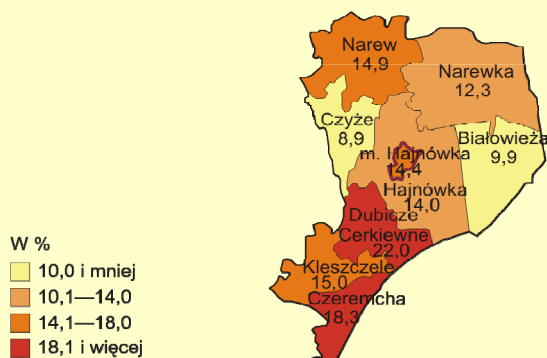 Narew
14,9
Narewka
12,3
Czyże
8,9
Białowieża
9,9
m. Hajnówka
14,4
Hajnówka
14,0
Dubicze
Cerkiewne
22,0
Kleszczele
15,0
Czeremcha
18,3
W %
10,0 i mniej
10,1—14,0
14,1—18,0
18,1 i więcej